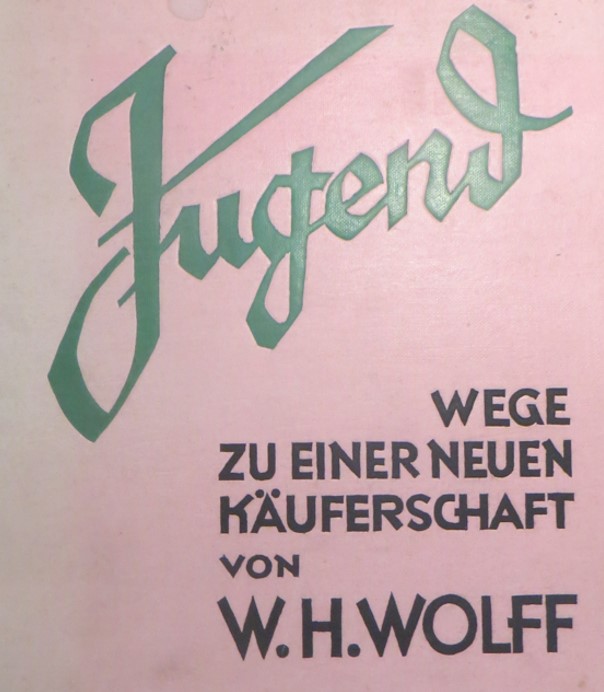 Jugend
WEGE
ZU EINER NEUEN
KÄUFERSCHAFT
VON
W.H.WOLFF